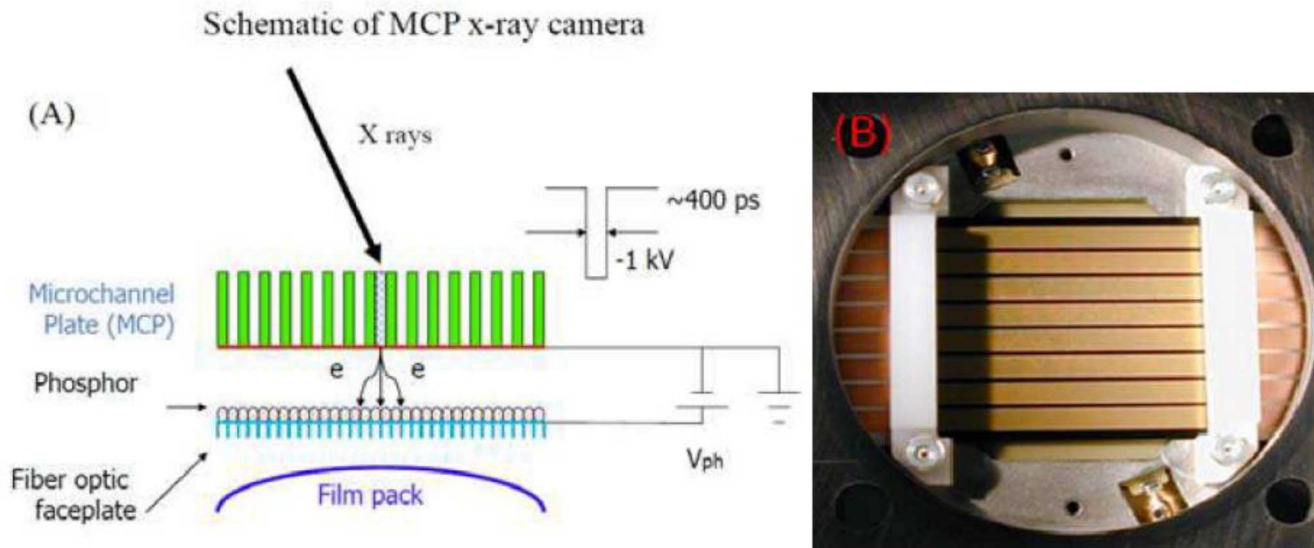 Schematic of MCP x-ray camera
(A)
X rays
~400 ps
-1 kV
Microchannel
Plate (MCP)
e
e
Phosphor
Vph
Fiber optic
faceplate
Film pack
(B)